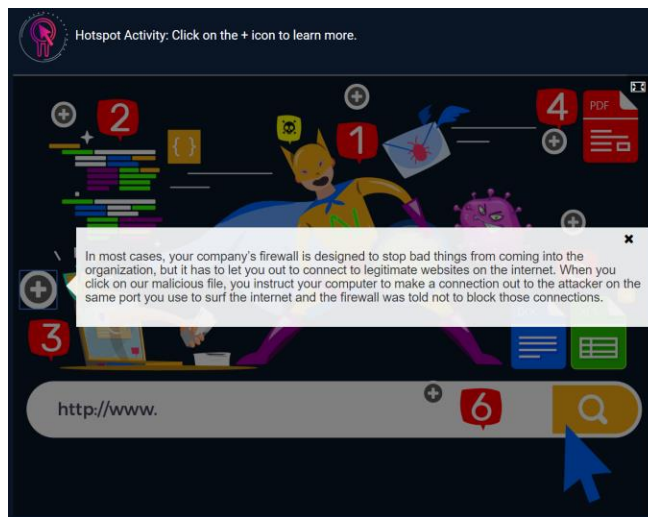 Hotspot Activity: Click on the + icon to learn more.
2
1
4
PDF
{ }
In most cases, your company's firewall is designed to stop bad things from coming into the
organization, but it has to let you out to connect to legitimate websites on the internet. When you
click on our malicious file, you instruct your computer to make a connection out to the attacker on the
same port you use to surf the internet and the firewall was told not to block those connections.
3
http://www.
6